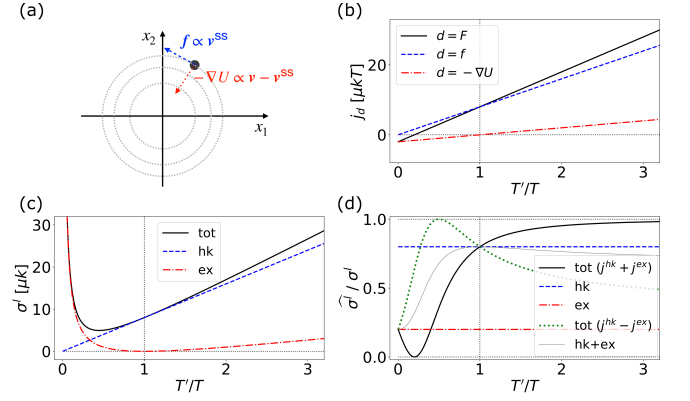 (a)
x₂
f ∝ ν^ss
−∇U ∝ ν − ν^ss
x₁
(b)
j_d [μkT]
20
0
d = F
d = f
d = −∇U
0
1
2
3
T′/T
(c)
σ^J [μk]
30
20
10
0
tot
hk
ex
0
1
2
3
T′/T
(d)
σ̂^J / σ^J
1.0
0.5
0.0
tot (j^hk + j^ex)
hk
ex
tot (j^hk − j^ex)
hk+ex
0
1
2
3
T′/T